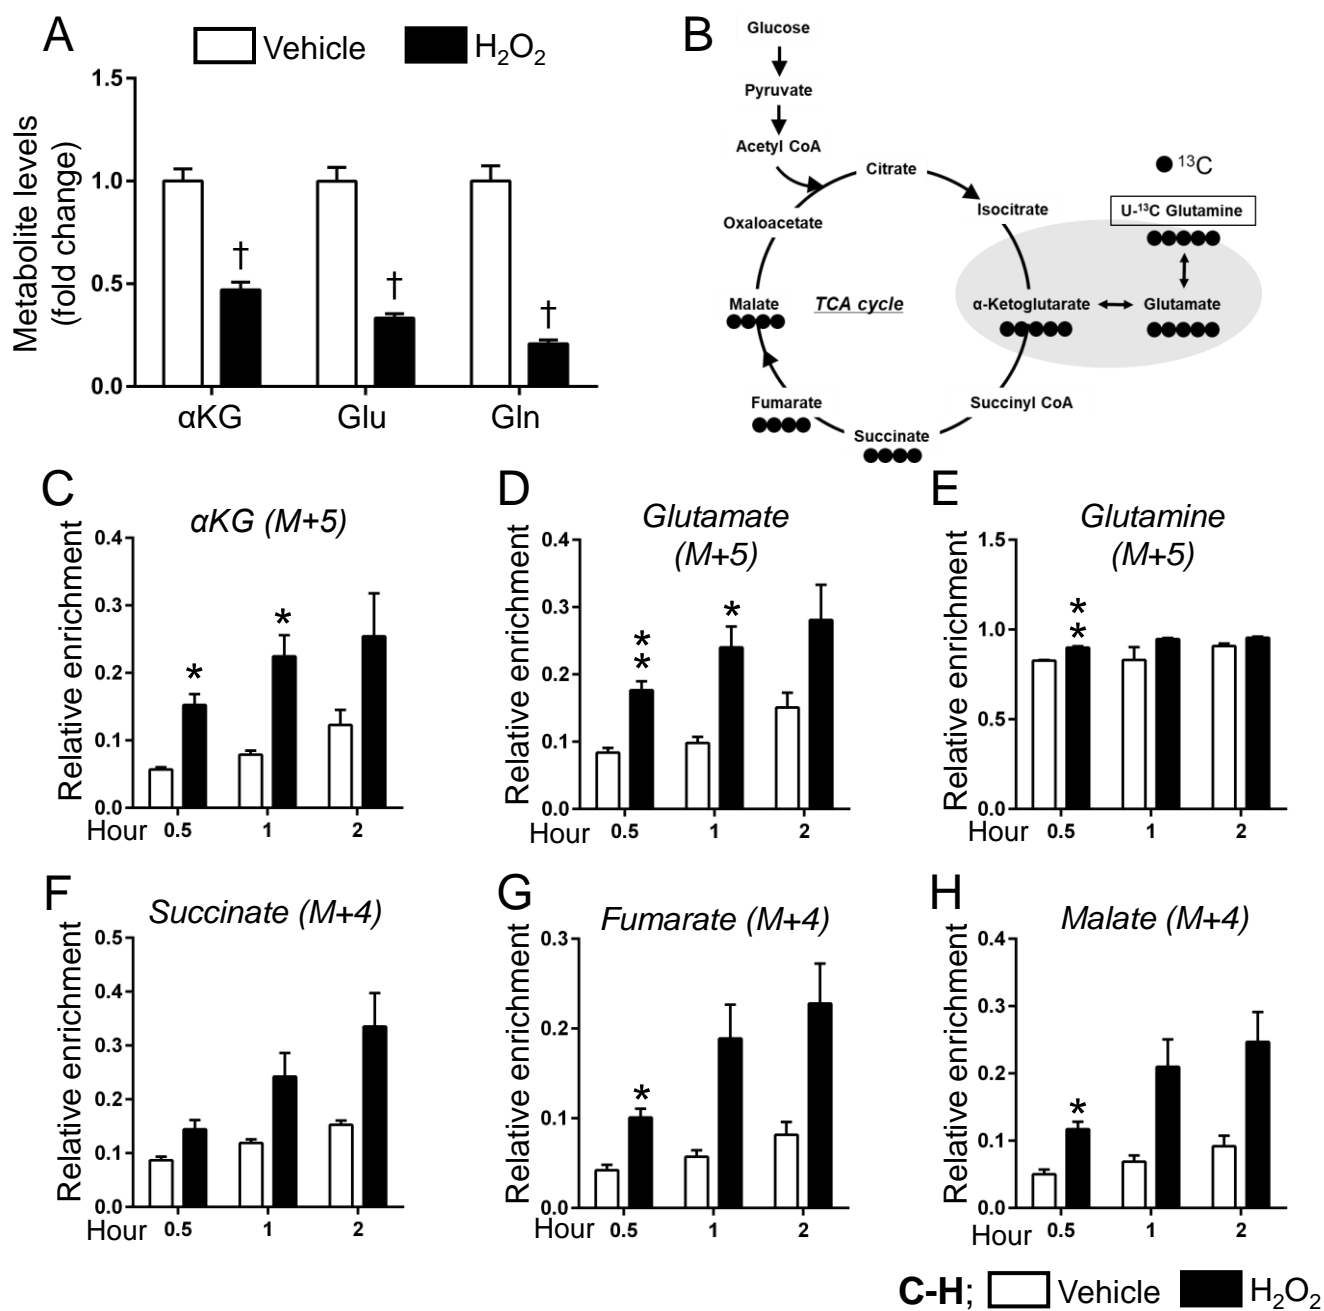 A
Vehicle
H₂O₂
Metabolite levels
(fold change)
1.5
1.0
0.5
0.0
†
†
†
αKG
Glu
Gln
B
Glucose
Pyruvate
Acetyl CoA
Citrate
Isocitrate
Oxaloacetate
¹³C
U-¹³C Glutamine
Malate
TCA cycle
α-Ketoglutarate
Glutamate
Fumarate
Succinyl CoA
Succinate
C
αKG (M+5)
Relative enrichment
0.4
0.3
0.2
0.1
0.0
*
*
Hour
0.5
1
2
D
Glutamate
(M+5)
Relative enrichment
0.4
0.3
0.2
0.1
0.0
*
*
*
Hour
0.5
1
2
E
Glutamine
(M+5)
Relative enrichment
1.5
1.0
0.5
0.0
*
*
Hour
0.5
1
2
F
Succinate (M+4)
Relative enrichment
0.5
0.4
0.3
0.2
0.1
0.0
Hour
0.5
1
2
G
Fumarate (M+4)
Relative enrichment
0.3
0.2
0.1
0.0
*
Hour
0.5
1
2
H
Malate (M+4)
Relative enrichment
0.4
0.3
0.2
0.1
0.0
*
Hour
0.5
1
2
C-H;
Vehicle
H₂O₂